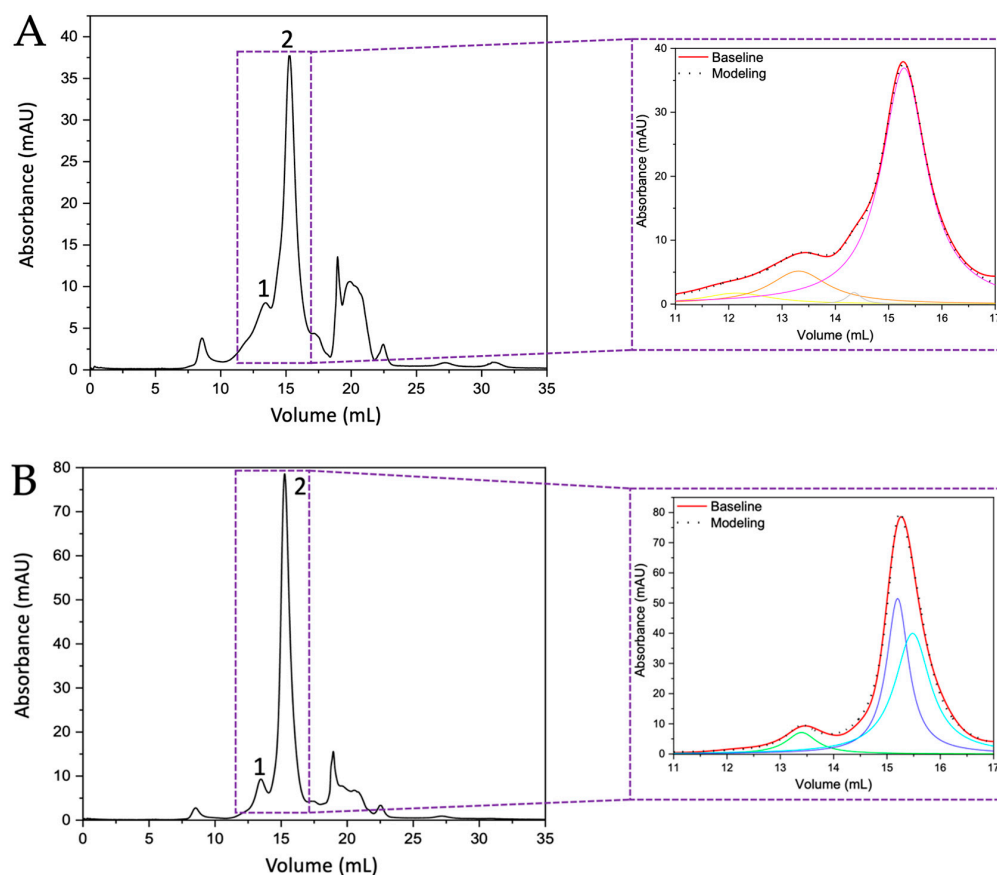 A
Absorbance (mAU)
40
35
30
25
20
15
10
5
0
0 5 10 15 20 25 30 35
Volume (mL)
1
2
Baseline
Modeling
Absorbance (mAU)
40
30
20
10
0
11 12 13 14 15 16 17
Volume (mL)
B
Absorbance (mAU)
80
70
60
50
40
30
20
10
0
0 5 10 15 20 25 30 35
Volume (mL)
1
2
Baseline
Modeling
Absorbance (mAU)
80
70
60
50
40
30
20
10
0
11 12 13 14 15 16 17
Volume (mL)